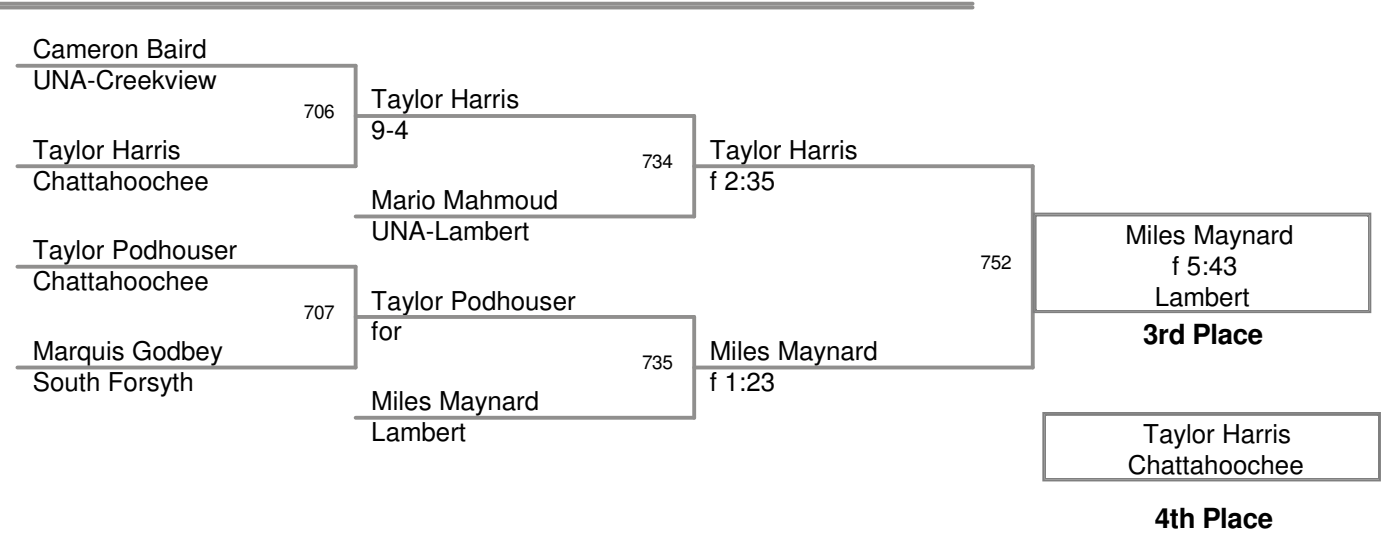 Cameron Baird
UNA-Creekview
706
Taylor Harris
9-4
Taylor Harris
Chattahoochee
734
Taylor Harris
f 2:35
Mario Mahmoud
UNA-Lambert
Taylor Podhouser
Chattahoochee
752
Miles Maynard
f 5:43
Lambert
3rd Place
707
Taylor Podhouser
for
Marquis Godbey
South Forsyth
735
Miles Maynard
f 1:23
Miles Maynard
Lambert
Taylor Harris
Chattahoochee
4th Place